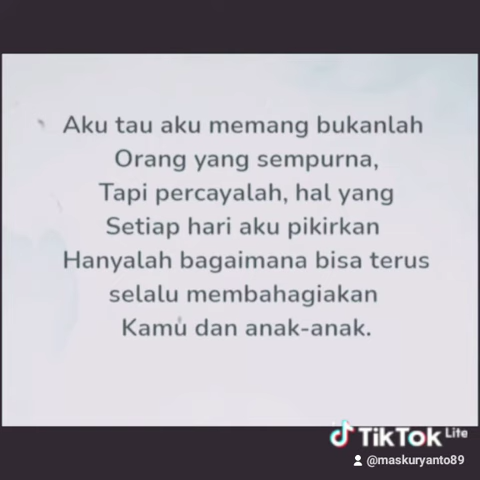 Aku tau aku memang bukanlah
Orang yang sempurna,
Tapi percayalah, hal yang
Setiap hari aku pikirkan
Hanyalah bagaimana bisa terus
selalu membahagiakan
Kamu dan anak-anak.
TikTok Lite
@maskuryanto89